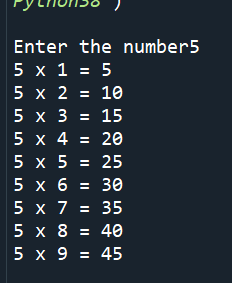 Python38')
Enter the number5
5 x 1 = 5
5 x 2 = 10
5 x 3 = 15
5 x 4 = 20
5 x 5 = 25
5 x 6 = 30
5 x 7 = 35
5 x 8 = 40
5 x 9 = 45